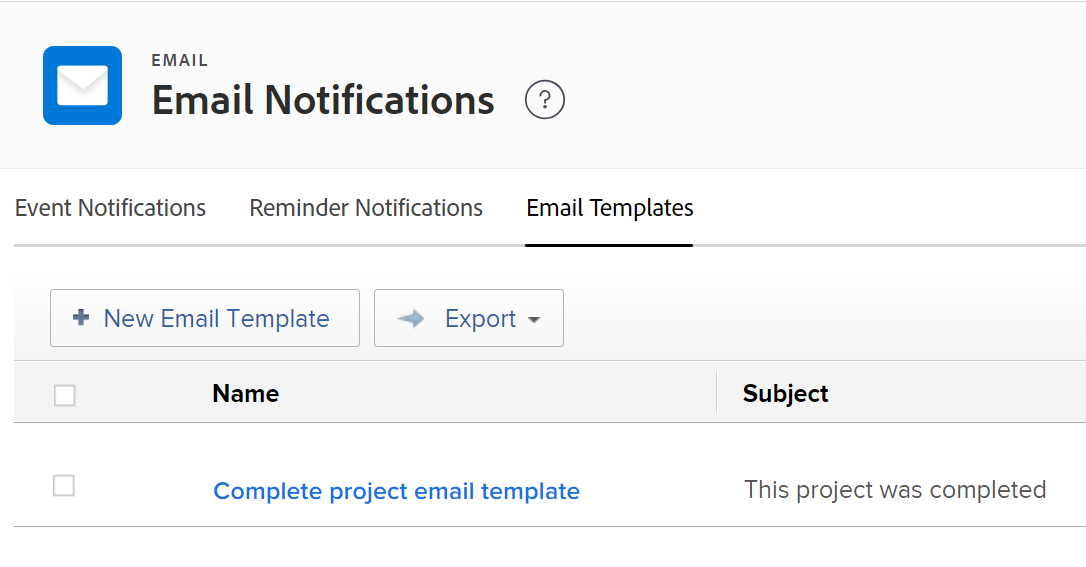 EMAIL
Email Notifications ?
Event Notifications Reminder Notifications Email Templates
New Email Template Export
Name Subject
Complete project email template This project was completed